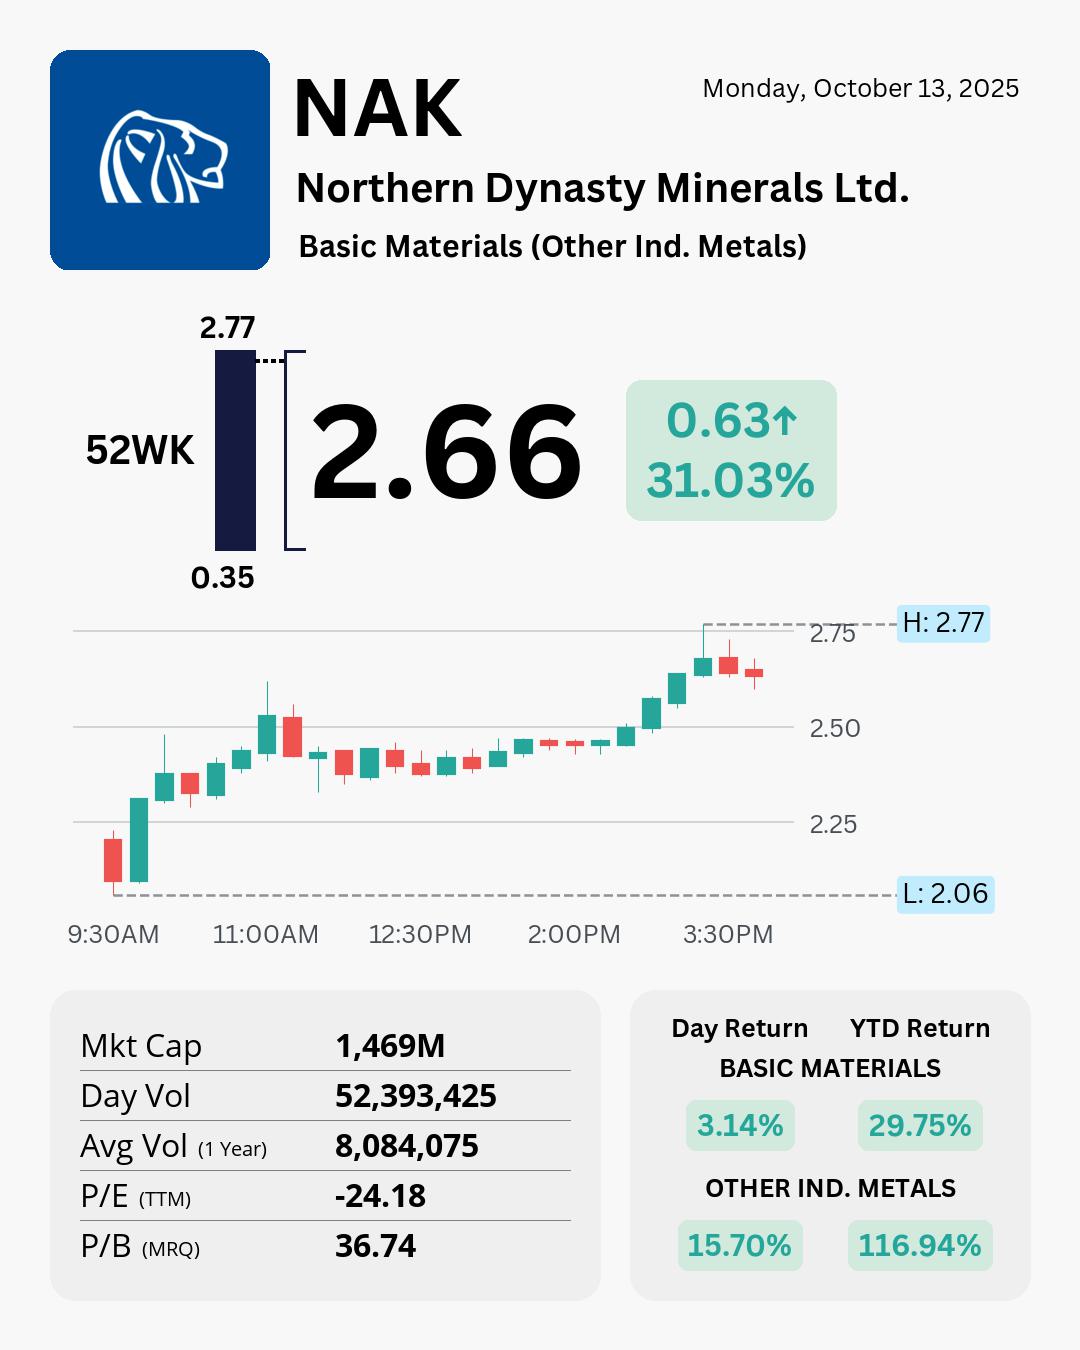 NAK
Monday, October 13, 2025
Northern Dynasty Minerals Ltd.
Basic Materials (Other Ind. Metals)
2.77
52WK
2.66
0.63↑
31.03%
0.35
H: 2.77
2.75
2.50
2.25
L: 2.06
9:30AM 11:00AM 12:30PM 2:00PM 3:30PM
Mkt Cap 1,469M
Day Vol 52,393,425
Avg Vol (1 Year) 8,084,075
P/E (TTM) -24.18
P/B (MRQ) 36.74
Day Return YTD Return
BASIC MATERIALS
3.14% 29.75%
OTHER IND. METALS
15.70% 116.94%